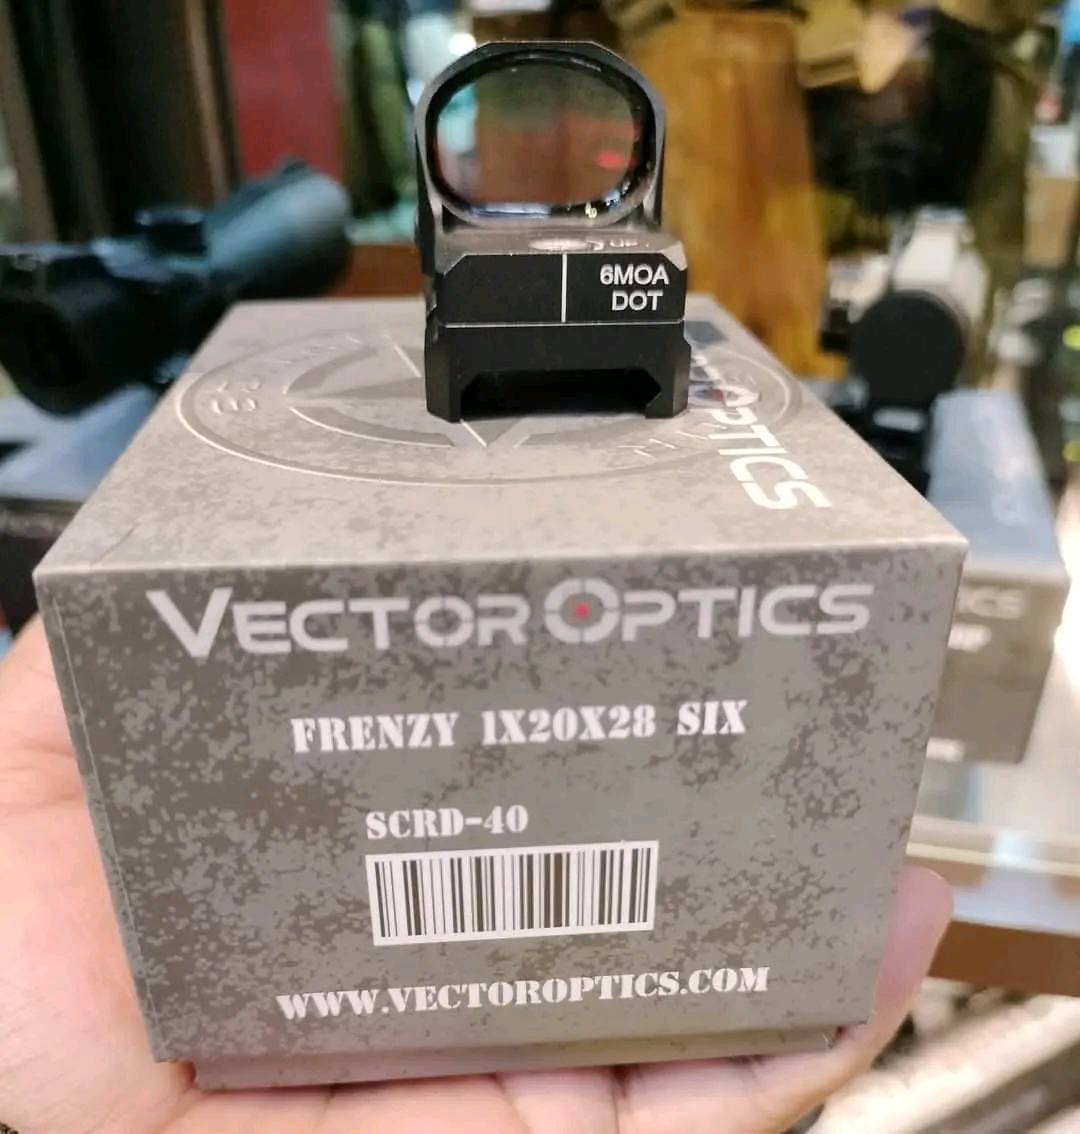 6MOA
DOT
OPTICS
VECTOROPTICS
FRENZY 1X20X28 SIX
SCRD-40
WWW.VECTOROPTICS.COM